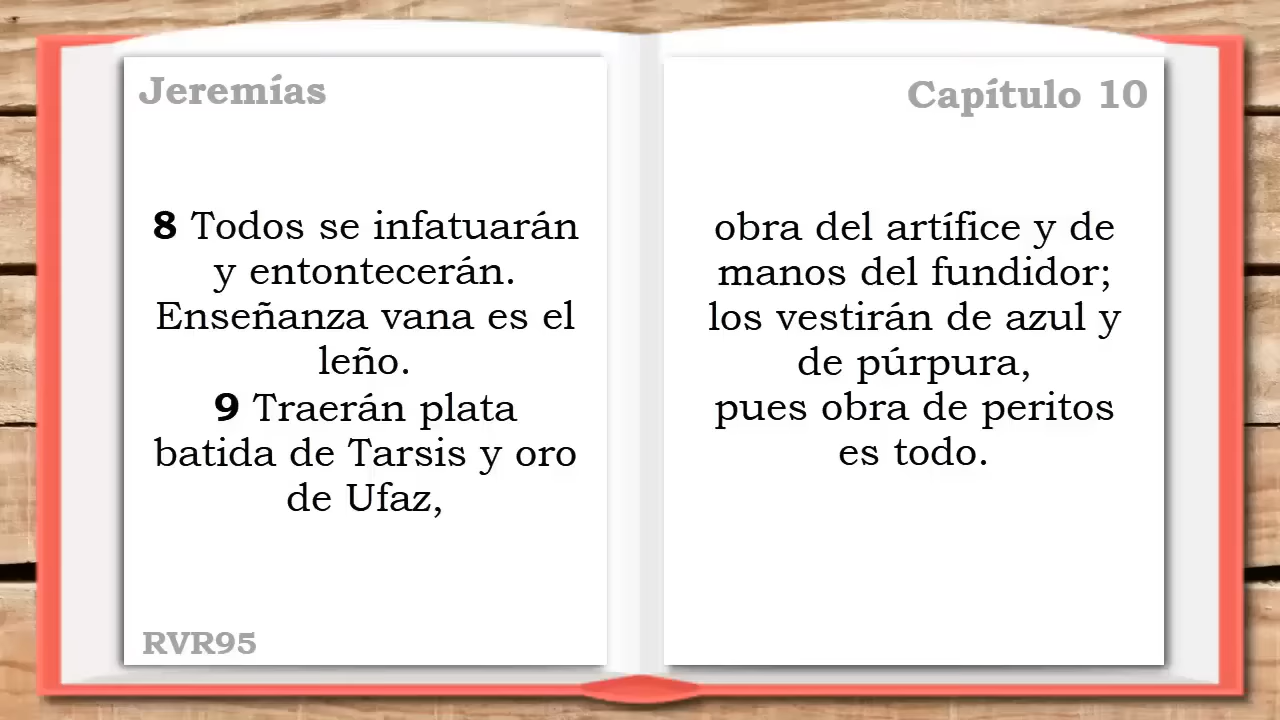 Jeremías
8 Todos se infatuarán
y entontecerán.
Enseñanza vana es el
leño.
9 Traerán plata
batida de Tarsis y oro
de Ufaz,
RVR95
Capítulo 10
obra del artífice y de
manos del fundidor;
los vestirán de azul y
de púrpura,
pues obra de peritos
es todo.